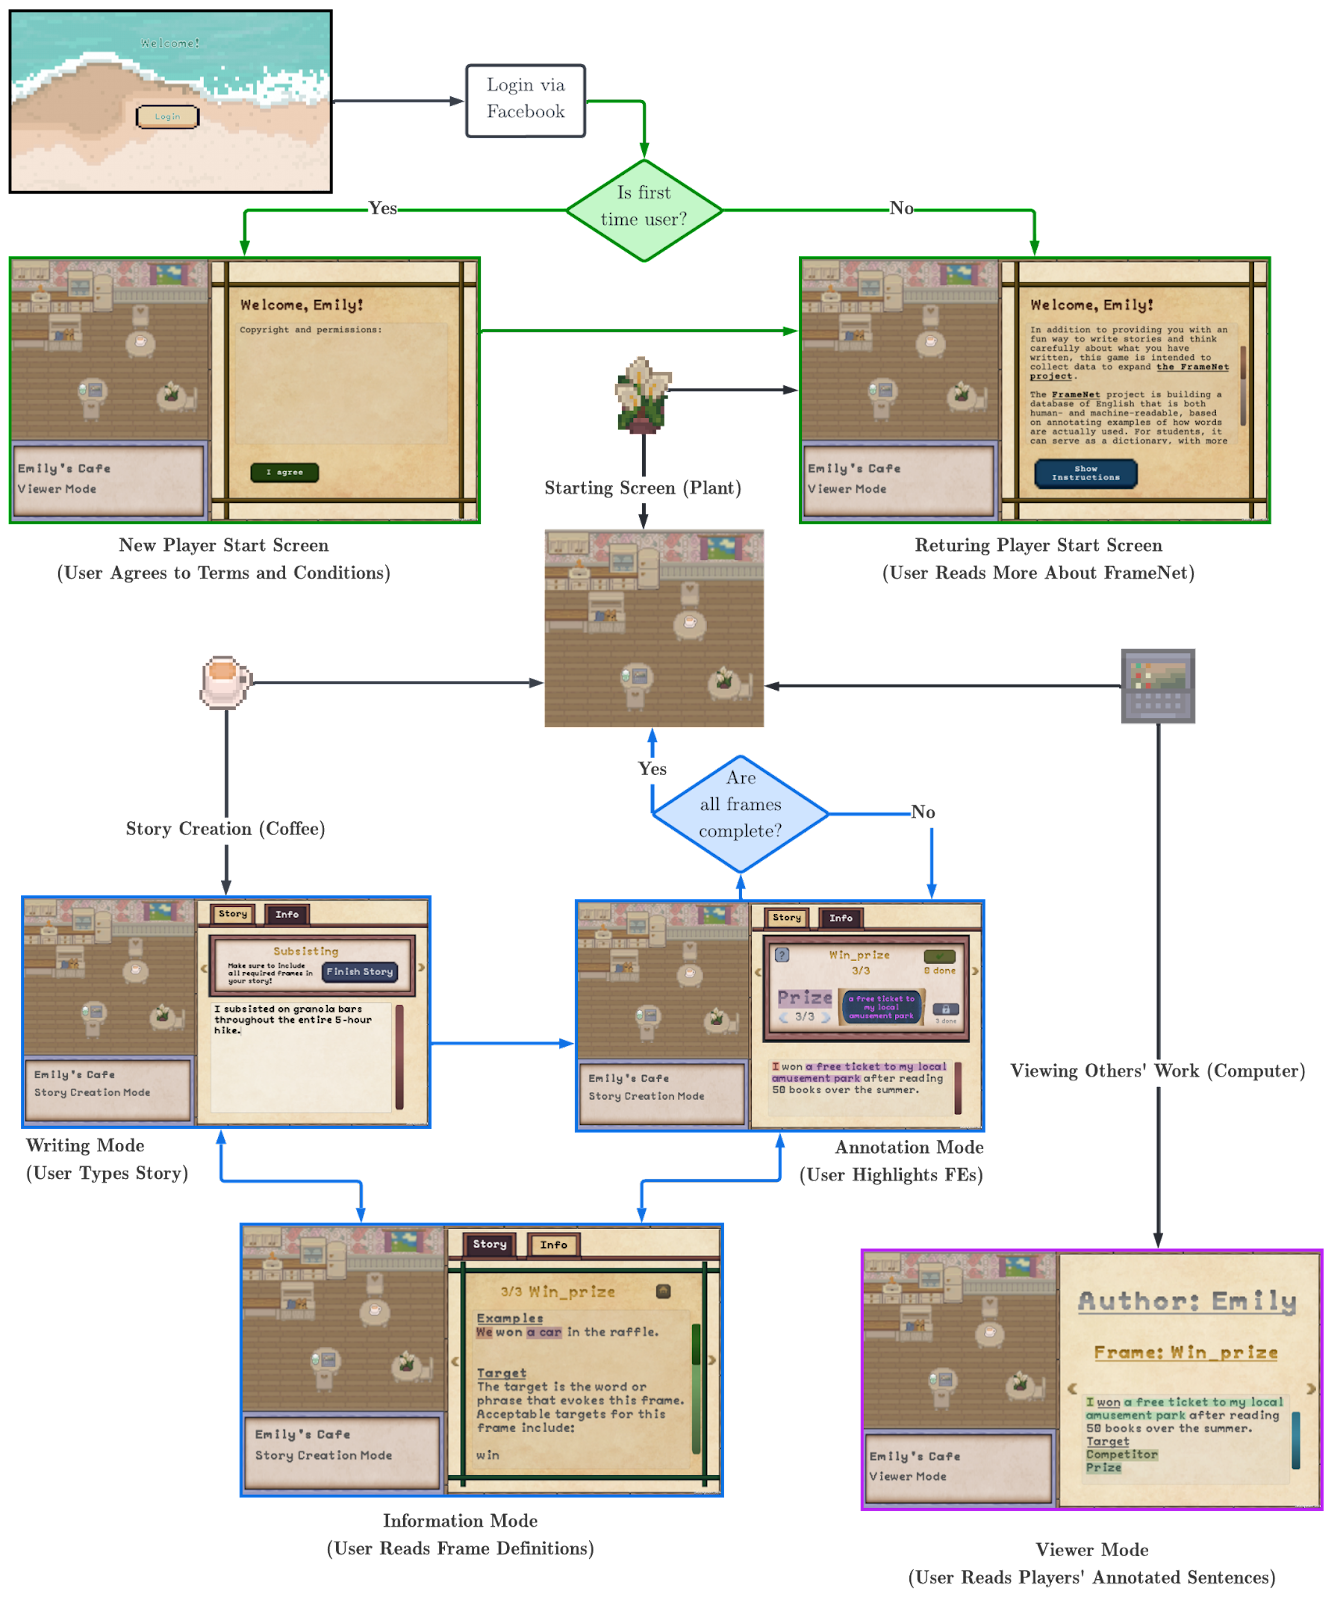 Welcome!
Login
Login via
Facebook
Is first
time user?
Yes
No
Welcome, Emily!
Copyright and permissions:
I agree
Emily's Cafe
Viewer Mode
New Player Start Screen
(User Agrees to Terms and Conditions)
Welcome, Emily!
In addition to providing you with an
fun way to write stories and think
carefully about what you have
written, this game is intended to
collect data to expand the FrameNet
project.
The FrameNet project is building a
database of English that is both
human- and machine-readable, based
on annotating examples of how words
are actually used. For students, it
can serve as a dictionary, with more
Show
Instructions
Emily's Cafe
Viewer Mode
Returing Player Start Screen
(User Reads More About FrameNet)
Starting Screen (Plant)
Yes
Are
all frames
complete?
No
Story Creation (Coffee)
Story
Info
Subsisting
Make sure to include
all required frames in
your story!
Finish Story
I subsisted on granola bars
throughout the entire 5-hour
hike.
Emily's Cafe
Story Creation Mode
Writing Mode
(User Types Story)
Story
Info
?
Win_prize
3/3
0 done
Prize
3/3
a free ticket to
my local
amusement park
3 done
I won a free ticket to my local
amusement park after reading
50 books over the summer.
Emily's Cafe
Story Creation Mode
Annotation Mode
(User Highlights FEs)
Viewing Others' Work (Computer)
Story
Info
3/3 Win_prize
Examples
We won a car in the raffle.
Target
The target is the word or
phrase that evokes this frame.
Acceptable targets for this
frame include:
win
Emily's Cafe
Story Creation Mode
Information Mode
(User Reads Frame Definitions)
Author: Emily
Frame: Win_prize
I won a free ticket to my local
amusement park after reading
50 books over the summer.
Target
Competitor
Prize
Emily's Cafe
Viewer Mode
Viewer Mode
(User Reads Players' Annotated Sentences)